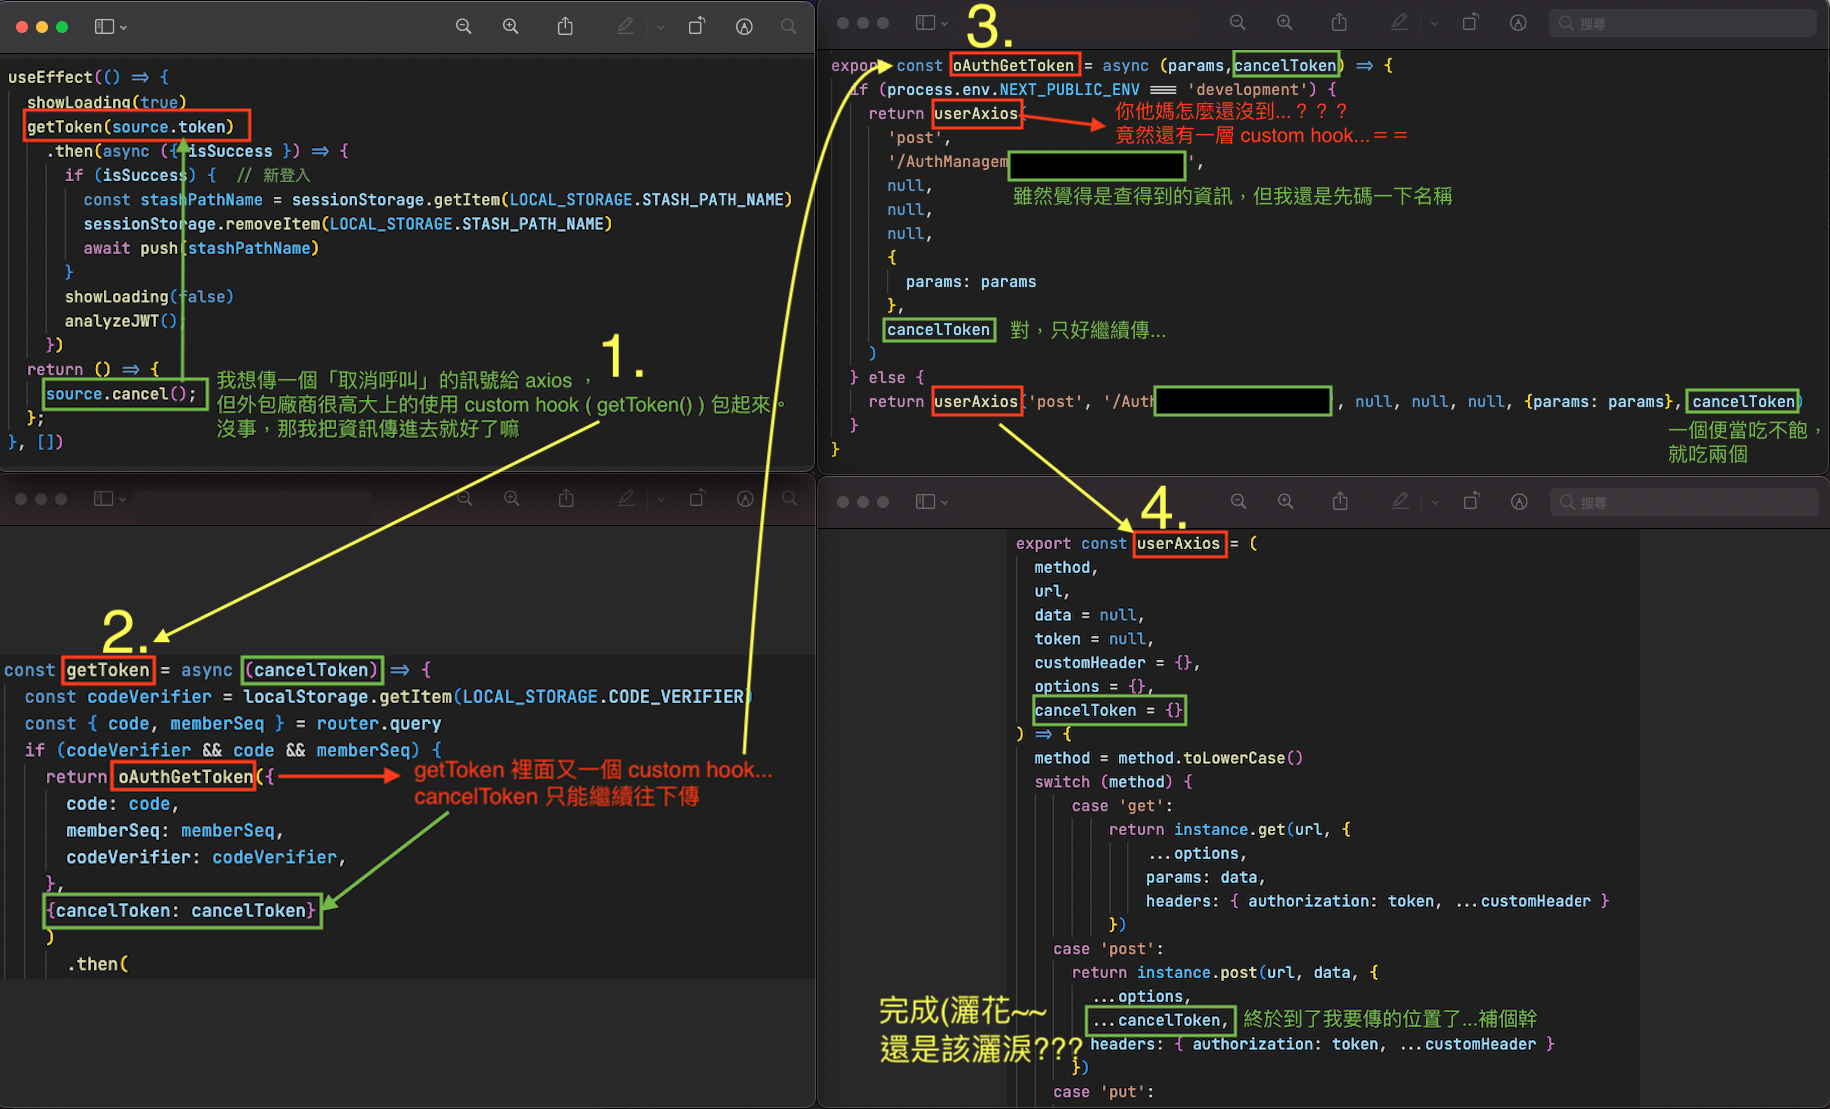 useEffect(() => {
showLoading(true)
getToken(source.token)
.then(async ({ isSuccess }) => {
if (isSuccess) { // 新登入
const stashPathName = sessionStorage.getItem(LOCAL_STORAGE.STASH_PATH_NAME)
sessionStorage.removeItem(LOCAL_STORAGE.STASH_PATH_NAME)
await push(stashPathName)
}
showLoading(false)
analyzeJWT()
})
return () => {
source.cancel();
};
}, [])
1.
我想傳一個「取消呼叫」的訊號給 axios ,
但外包廠商很高大上的使用 custom hook ( getToken() ) 包起來。
沒事,那我把資訊傳進去就好了嘛
2.
const getToken = async (cancelToken) => {
const codeVerifier = localStorage.getItem(LOCAL_STORAGE.CODE_VERIFIER)
const { code, memberSeq } = router.query
if (codeVerifier && code && memberSeq) {
return oAuthGetToken({
code: code,
memberSeq: memberSeq,
codeVerifier: codeVerifier,
},
{cancelToken: cancelToken}
)
.then(
getToken 裡面又一個 custom hook...
cancelToken 只能繼續往下傳
3.
搜尋
export const oAuthGetToken = async (params,cancelToken) => {
if (process.env.NEXT_PUBLIC_ENV === 'development') {
return userAxios(
'post',
'/AuthManagem ',
null,
null,
null,
{
params: params
},
cancelToken
)
} else {
return userAxios('post', '/Auth , null, null, null, {params: params}, cancelToken)
}
}
你他媽怎麼還沒到...???
竟然還有一層 custom hook...==
雖然覺得是查得到的資訊,但我還是先碼一下名稱
對,只好繼續傳...
一個便當吃不飽,
就吃兩個
4.
搜尋
export const userAxios = (
method,
url,
data = null,
token = null,
customHeader = {},
options = {},
cancelToken = {}
) => {
method = method.toLowerCase()
switch (method) {
case 'get':
return instance.get(url, {
...options,
params: data,
headers: { authorization: token, ...customHeader }
})
case 'post':
return instance.post(url, data, {
...options,
...cancelToken,
headers: { authorization: token, ...customHeader }
})
case 'put':
終於到了我要傳的位置了...補個幹
完成(灑花~~
還是該灑淚???